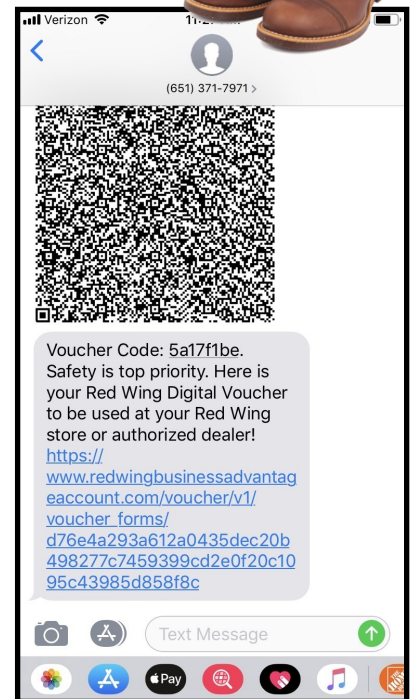 Verizon
(651) 371-7971 >
Voucher Code: 5a17f1be.
Safety is top priority. Here is
your Red Wing Digital Voucher
to be used at your Red Wing
store or authorized dealer!
https://
www.redwingbusinessadvantag
eaccount.com/voucher/v1/
voucher_forms/
d76e4a293a612a0435dec20b
498277c7459399cd2e0f20c10
95c43985d858f8c
Text Message
Pay